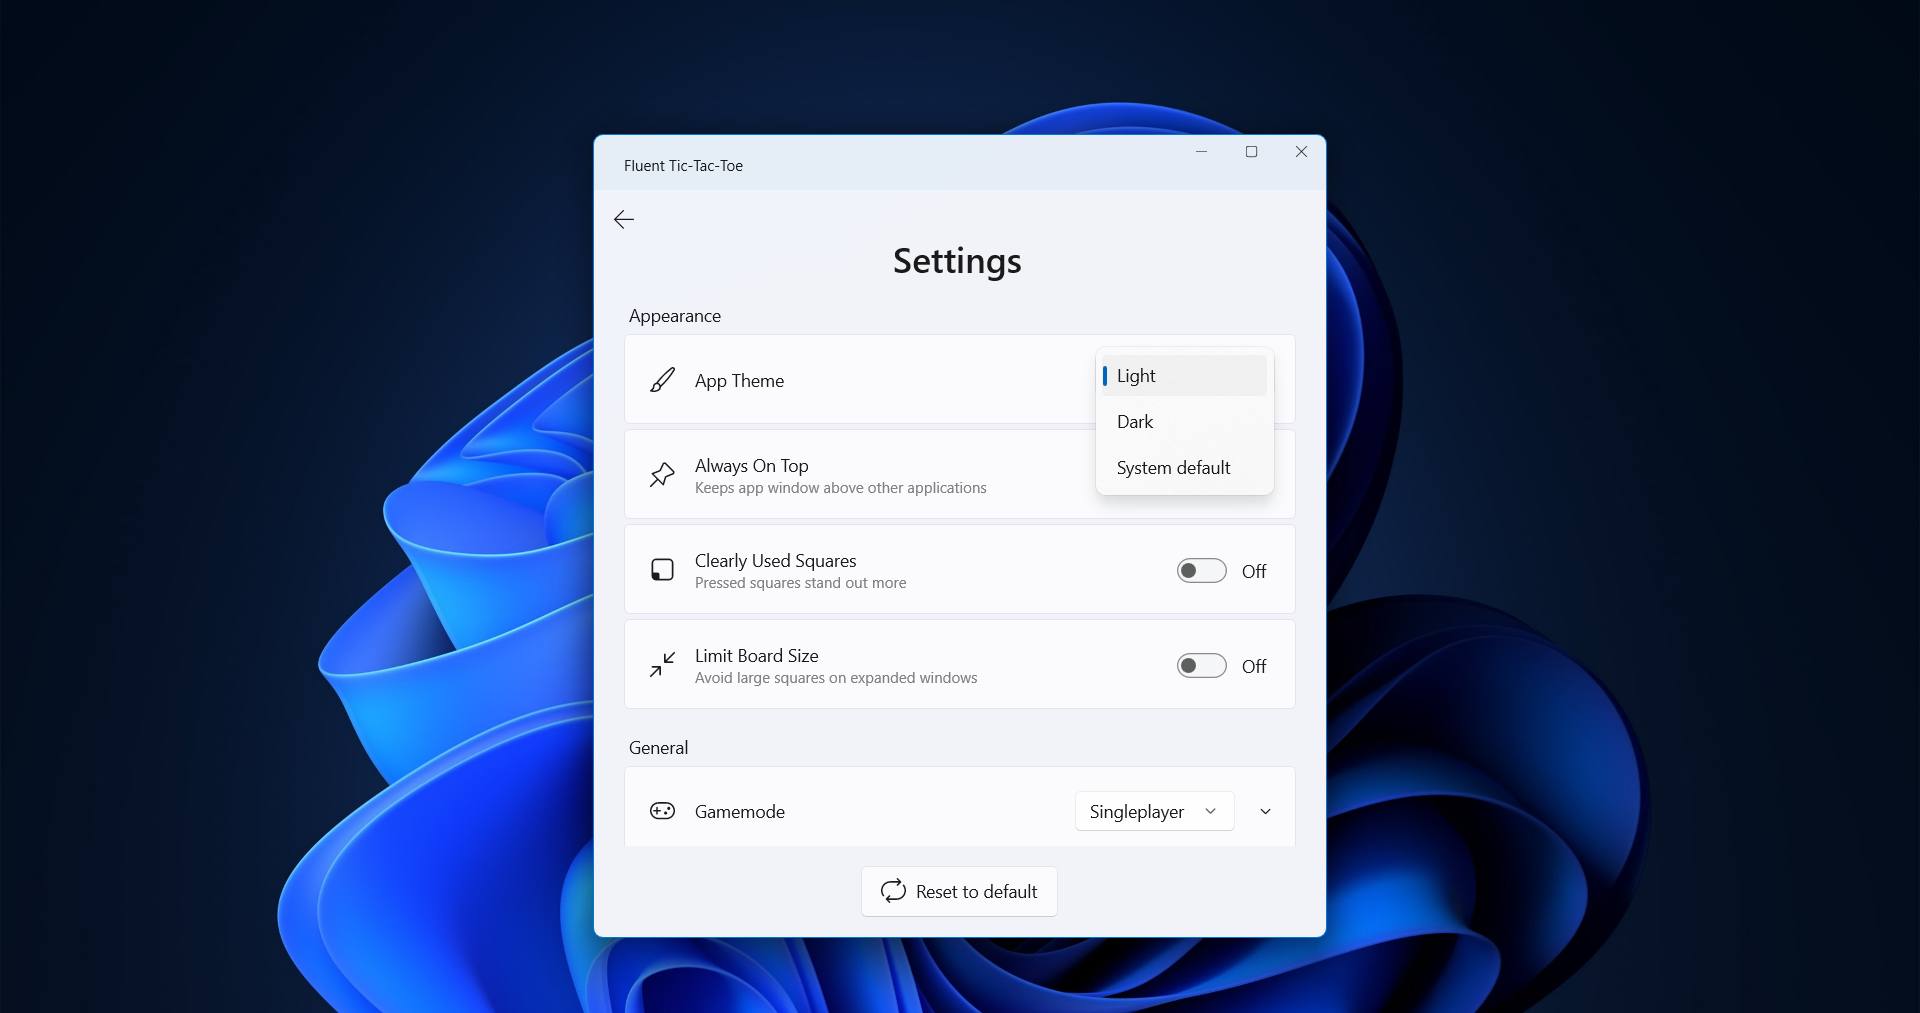 Fluent Tic-Tac-Toe
Settings
Appearance
App Theme
Light
Dark
System default
Always On Top
Keeps app window above other applications
Clearly Used Squares
Pressed squares stand out more
Off
Limit Board Size
Avoid large squares on expanded windows
Off
General
Gamemode
Singleplayer
Reset to default